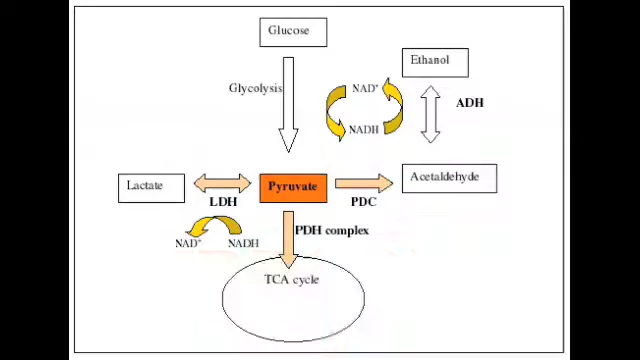 Glucose
Ethanol
Glycolysis
NAD⁺
ADH
NADH
Lactate
Pyruvate
Acetaldehyde
LDH
PDC
NAD⁺
NADH
PDH complex
TCA cycle